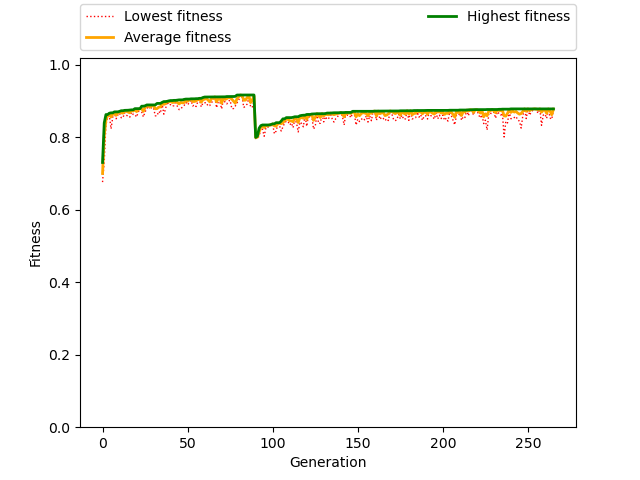 Lowest fitness
Average fitness
Highest fitness
1.0
0.8
0.6
0.4
0.2
0.0
Fitness
0 50 100 150 200 250
Generation